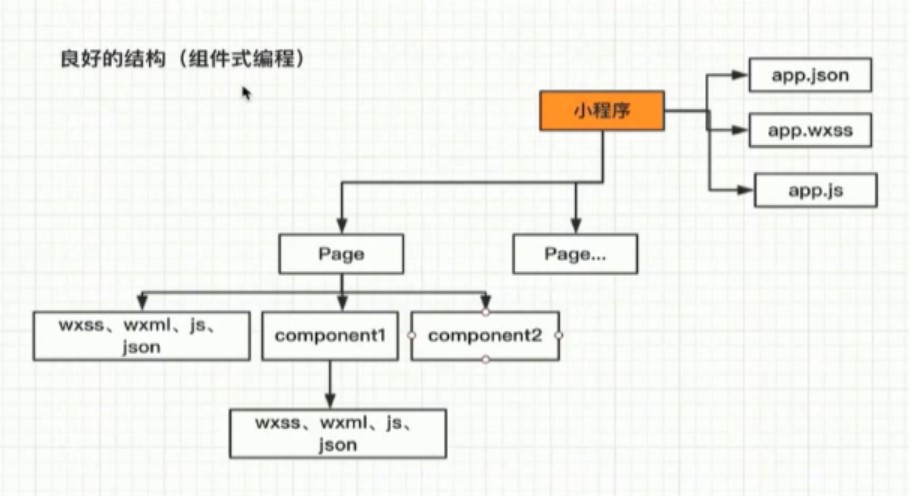 良好的结构（组件式编程）
小程序
app.json
app.wxss
app.js
Page
Page...
wxss、wxml、js、
json
component1
component2
wxss、wxml、js、
json